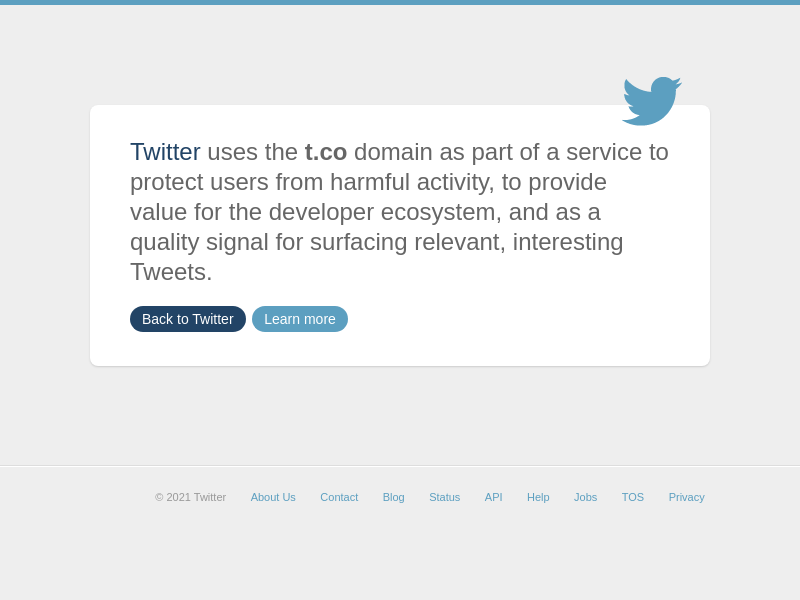 Twitter uses the t.co domain as part of a service to
protect users from harmful activity, to provide
value for the developer ecosystem, and as a
quality signal for surfacing relevant, interesting
Tweets.
Back to Twitter Learn more
© 2021 Twitter About Us Contact Blog Status API Help Jobs TOS Privacy